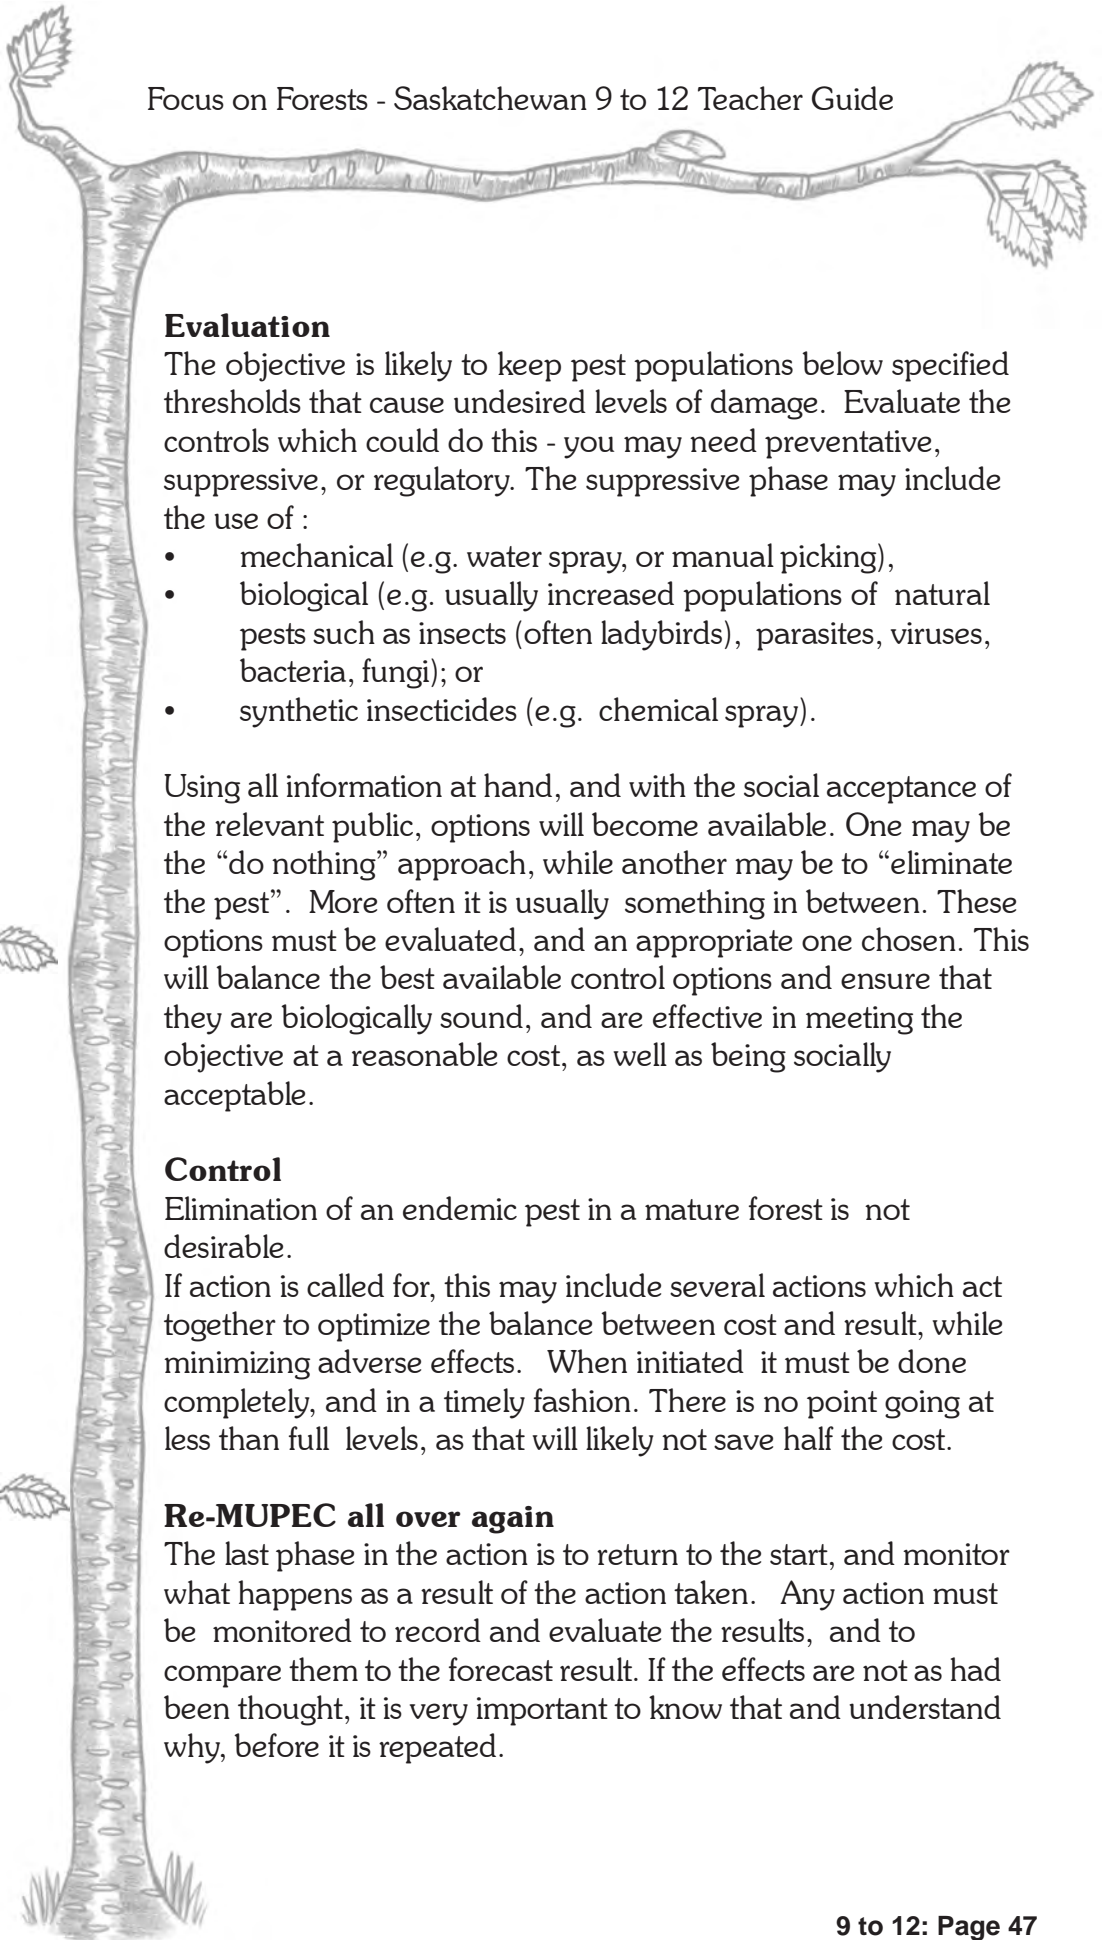 Focus on Forests - Saskatchewan 9 to 12 Teacher Guide
Evaluation
The objective is likely to keep pest populations below specified
thresholds that cause undesired levels of damage.  Evaluate the
controls which could do this - you may need preventative,
suppressive, or regulatory. The suppressive phase may include
the use of :
• mechanical (e.g. water spray, or manual picking),
• biological (e.g. usually increased populations of  natural
pests such as insects (often ladybirds),  parasites, viruses,
bacteria, fungi); or
• synthetic insecticides (e.g.  chemical spray).
Using all information at hand, and with the social acceptance of
the relevant public, options will become available. One may be
the “do nothing” approach, while another may be to “eliminate
the pest”.  More often it is usually  something in between. These
options must be evaluated, and an appropriate one chosen. This
will balance the best available control options and ensure that
they are biologically sound, and are effective in meeting the
objective at a reasonable cost, as well as being socially
acceptable.
Control
Elimination of an endemic pest in a mature forest is  not
desirable.
If action is called for, this may include several actions which act
together to optimize the balance between cost and result, while
minimizing adverse effects.   When initiated  it must be done
completely, and in a timely fashion. There is no point going at
less than full  levels, as that will likely not save half the cost.
Re-MUPEC all over again
The last phase in the action is to return to the start, and monitor
what happens as a result of the action taken.   Any action must
be  monitored to record and evaluate the results,  and to
compare them to the forecast result. If the effects are not as had
been thought, it is very important to know that and understand
why, before it is repeated.
9 to 12: Page 47